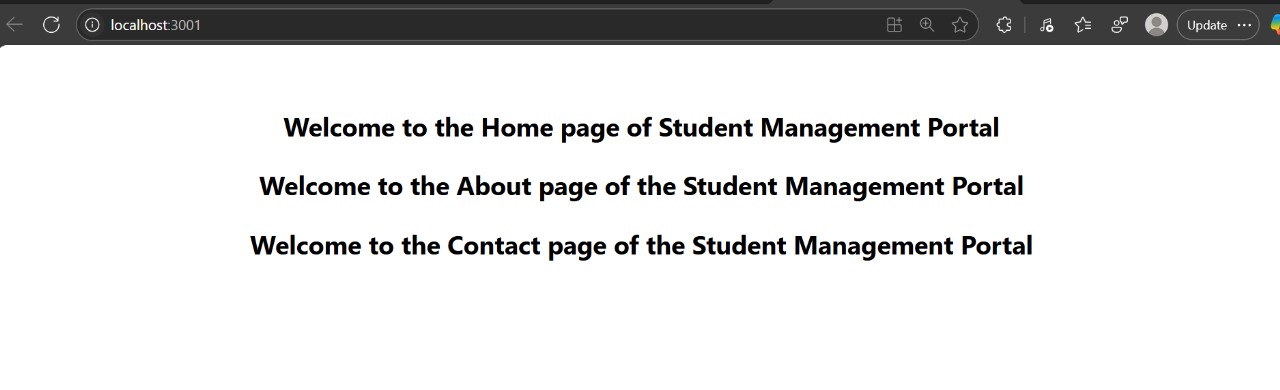 localhost:3001
Update
Welcome to the Home page of Student Management Portal
Welcome to the About page of the Student Management Portal
Welcome to the Contact page of the Student Management Portal